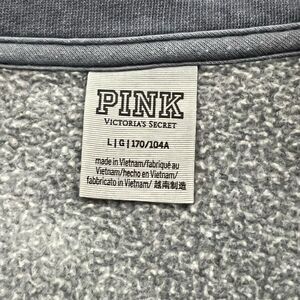 PINK
VICTORIA'S SECRET
L | G | 170/104A
made in Vietnam/fabriqué au
Vietnam/hecho en Vietnam/
fabbricato in Vietnam/ 越南制造